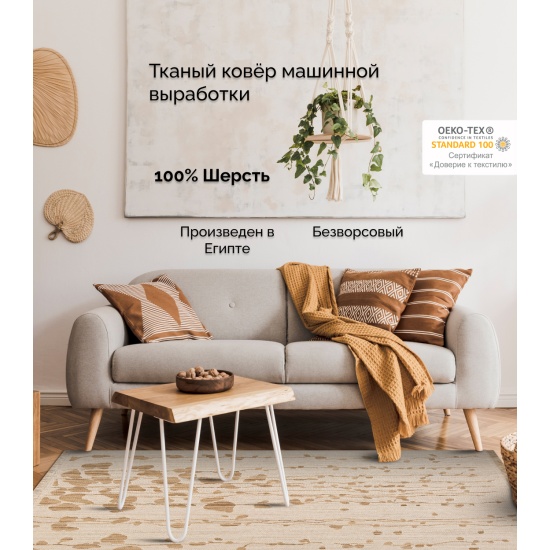 Тканый ковёр машинной
выработки
OEKO-TEX®
CONFIDENCE IN TEXTILES
STANDARD 100
Сертификат
«Доверие к текстилю»
100% Шерсть
Произведен в
Египте
Безворсовый